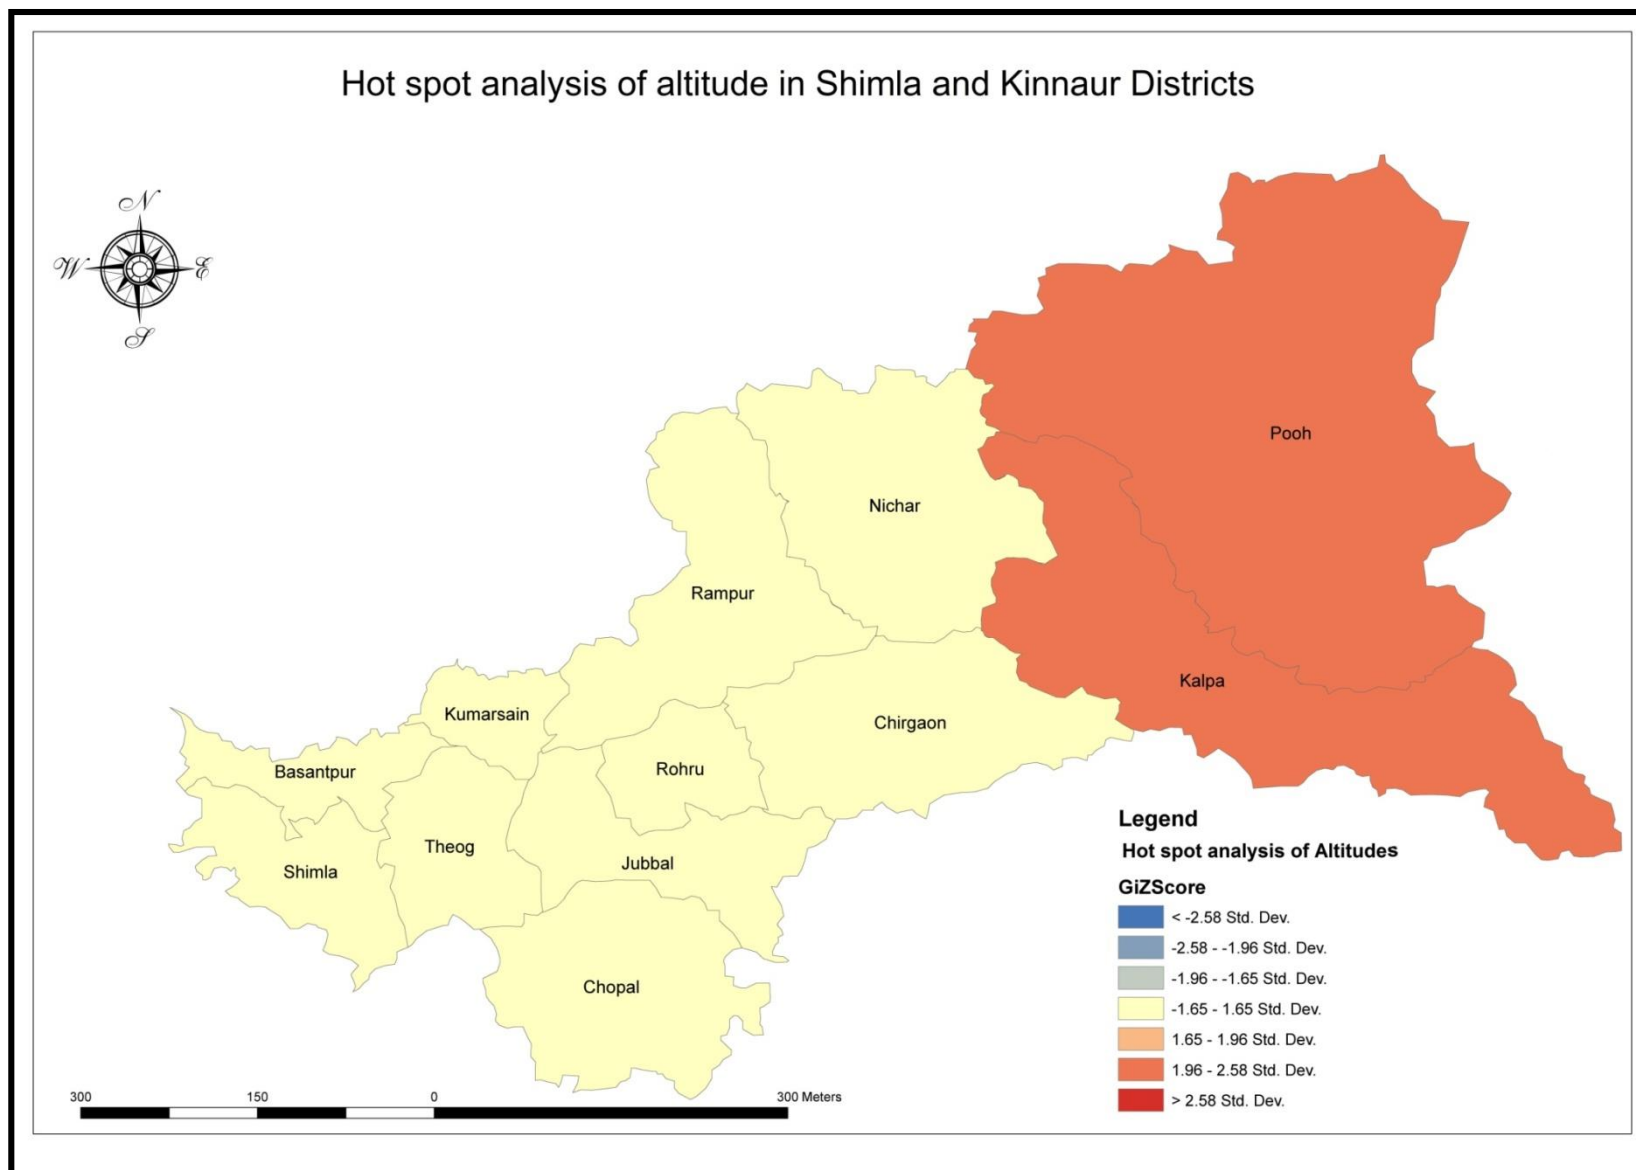 Hot spot analysis of altitude in Shimla and Kinnaur Districts
N
W E
S
Pooh
Nichar
Rampur
Kalpa
Kumarsain
Chirgaon
Basantpur
Rohru
Theog
Jubbal
Shimla
Chopal
Legend
Hot spot analysis of Altitudes
GiZScore
< -2.58 Std. Dev.
-2.58 - -1.96 Std. Dev.
-1.96 - -1.65 Std. Dev.
-1.65 - 1.65 Std. Dev.
1.65 - 1.96 Std. Dev.
1.96 - 2.58 Std. Dev.
> 2.58 Std. Dev.
300 150 0 300 Meters